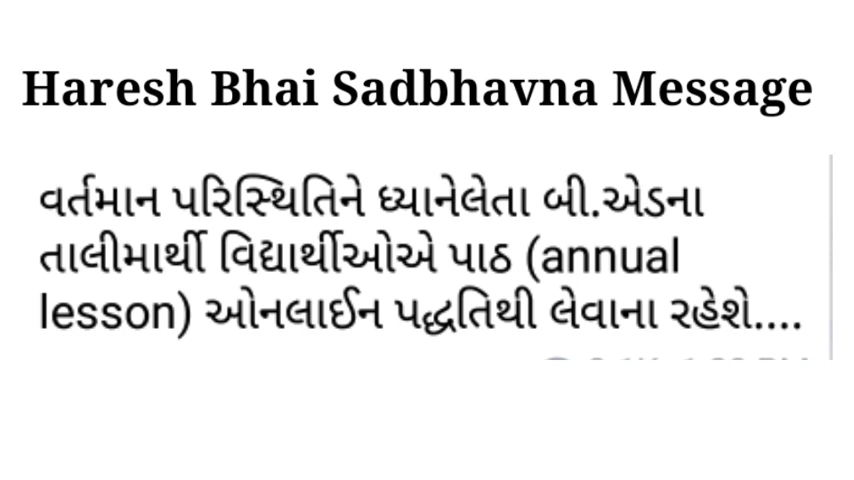 Haresh Bhai Sadbhavna Message
વર્તમાન પરિસ્થિતિને ધ્યાનેલેતા બી.એડના
તાલીમાર્થી વિદ્યાર્થીઓએ પાઠ (annual
lesson) ઓનલાઈન પદ્ધતિથી લેવાના રહેશે....